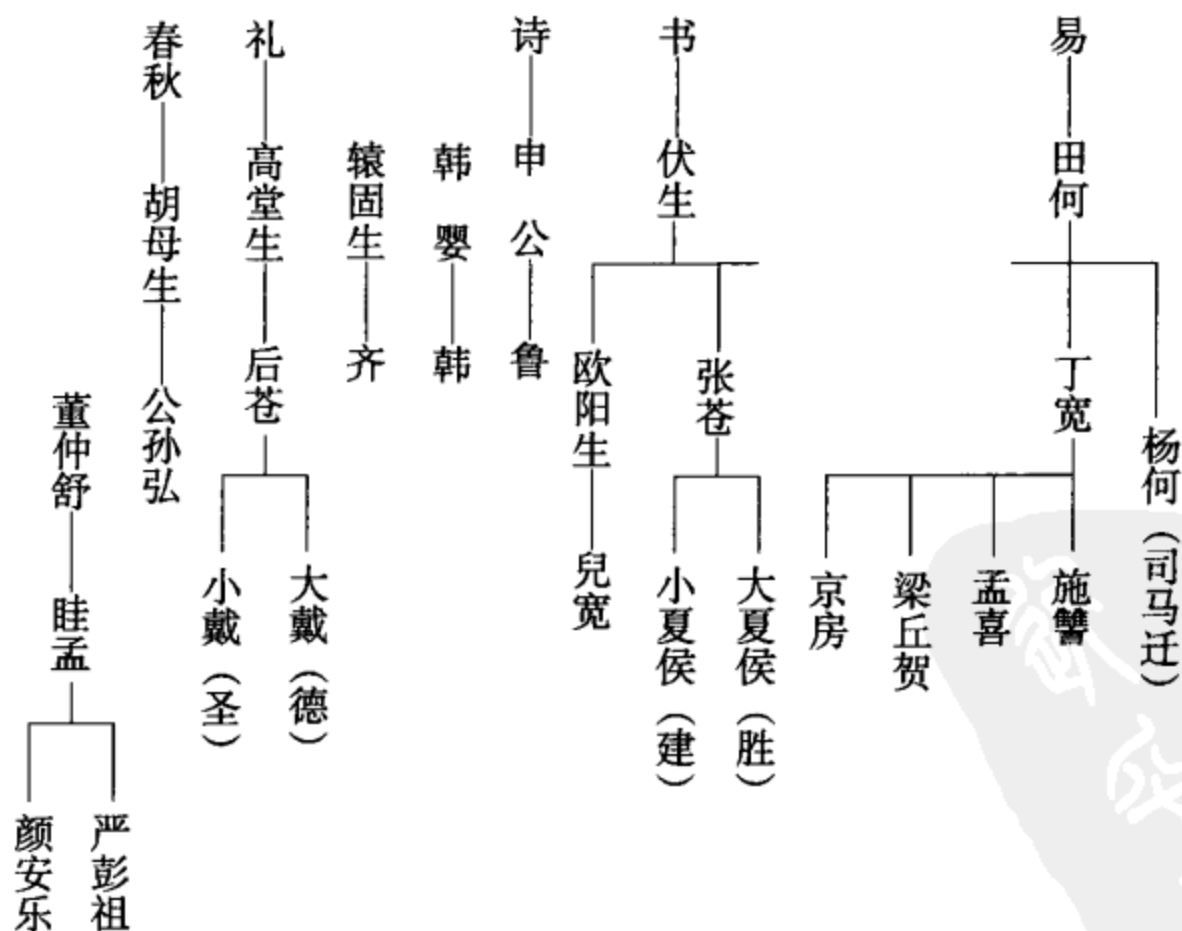 易
田何
丁宽
杨何（司马迁）
施讐
孟喜
梁丘贺
京房
书
伏生
张苍
欧阳生
大夏侯（胜）
小夏侯（建）
兒宽
诗
申公
鲁
韩婴
韩
辕固生
齐
礼
高堂生
后苍
大戴（德）
小戴（圣）
春秋
胡母生
公孙弘
董仲舒
眭孟
严彭祖
颜安乐